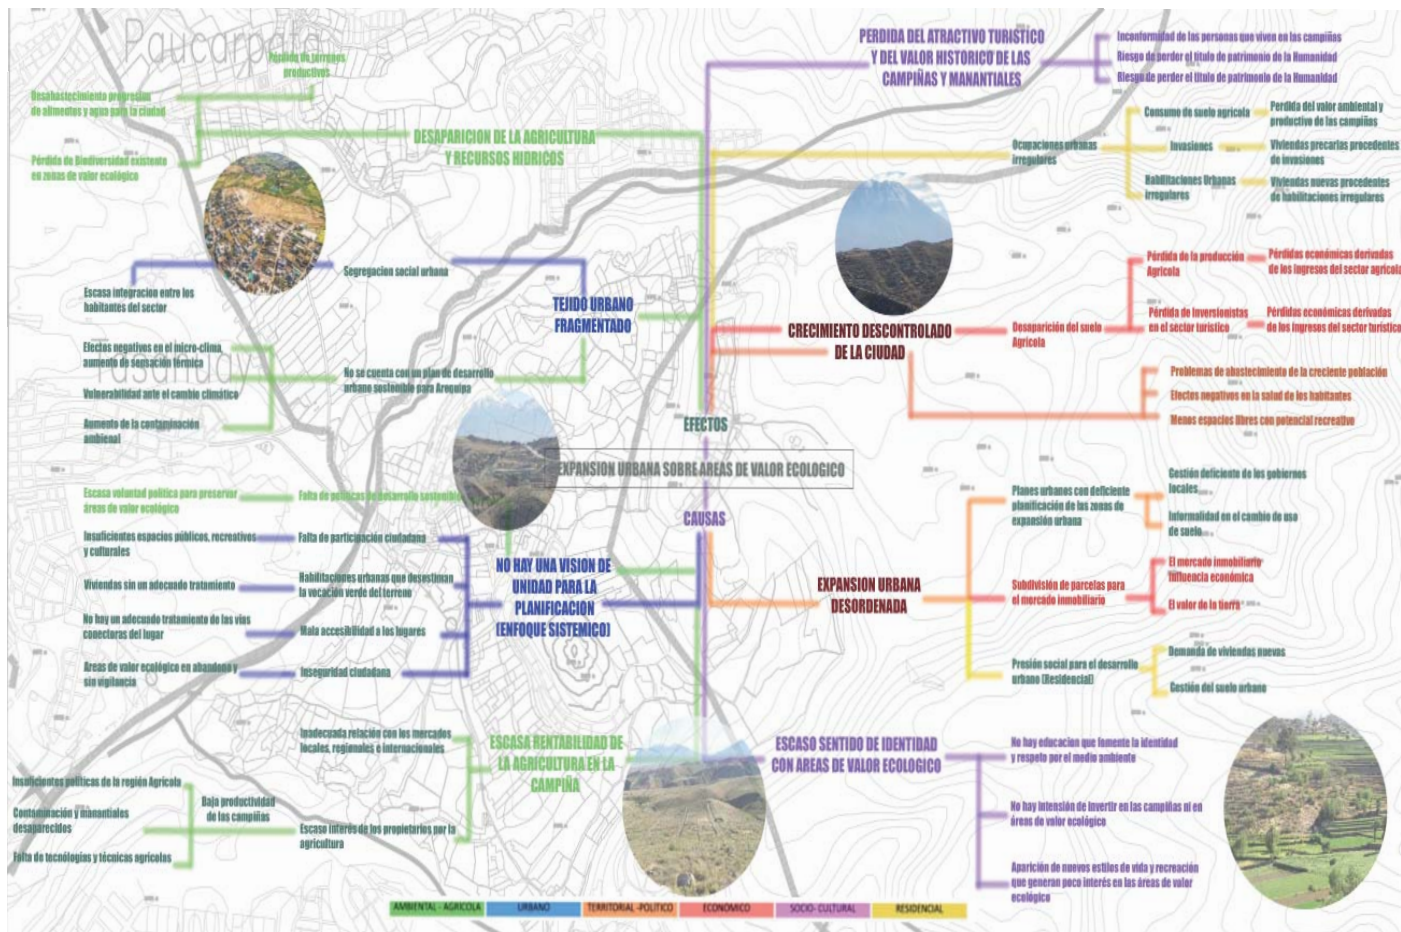 Paucarpata
PERDIDA DEL ATRACTIVO TURISTICO
Y DEL VALOR HISTORICO DE LAS
CAMPIÑAS Y MANANTIALES
Inconformidad de las personas que viven en las campiñas
Riesgo de perder el titulo de patrimonio de la Humanidad
Riesgo de perder el titulo de patrimonio de la Humanidad
Pérdida de terrenos
productivos
Desabastecimiento progresivo
de alimentos y agua para la ciudad
Pérdida de Biodiversidad existente
en zonas de valor ecológico
DESAPARICION DE LA AGRICULTURA
Y RECURSOS HIDRICOS
Ocupaciones urbanas
irregulares
Consumo de suelo agrícola
Perdida del valor ambiental y
productivo de las campiñas
Invasiones
Viviendas precarias procedentes
de invasiones
Habilitaciones Urbanas
irregulares
Viviendas nuevas procedentes
de habilitaciones irregulares
Segregacion social urbana
Escasa integracion entre los
habitantes del sector
TEJIDO URBANO
FRAGMENTADO
Tasahuay
Efectos negativos en el micro-clima,
aumento de sensación térmica
Vulnerabilidad ante el cambio climático
Aumento de la contaminación
ambienal
No se cuenta con un plan de desarrollo
urbano sostenible para Arequipa
CRECIMIENTO DESCONTROLADO
DE LA CIUDAD
Desaparición del suelo
Agrícola
Pérdida de la producción
Agrícola
Pérdidas económicas derivadas
de los ingresos del sector agrícola
Pérdida de inversionistas
en el sector turístico
Pérdidas económicas derivadas
de los ingresos del sector turístico
Problemas de abastecimiento de la creciente población
Efectos negativos en la salud de los habitantes
Menos espacios libres con potencial recreativo
EFECTOS
EXPANSION URBANA SOBRE AREAS DE VALOR ECOLOGICO
CAUSAS
Escasa voluntad política para preservar
áreas de valor ecológico
Falta de políticas de desarrollo sostenible
Insuficientes espacios públicos, recreativos
y culturales
Falta de participación ciudadana
Viviendas sin un adecuado tratamiento
Habilitaciones urbanas que desestiman
la vocación verde del terreno
No hay un adecuado tratamiento de las vias
conectoras del lugar
Mala accesibilidad a los lugares
Areas de valor ecológico en abandono y
sin vigilancia
Inseguridad ciudadana
NO HAY UNA VISION DE
UNIDAD PARA LA
PLANIFICACION
(ENFOQUE SISTEMICO)
EXPANSION URBANA
DESORDENADA
Planes urbanos con deficiente
planificación de las zonas de
expansión urbana
Gestión deficiente de los gobiernos
locales
Informalidad en el cambio de uso
de suelo
Subdivisión de parcelas para
el mercado inmobiliario
El mercado inmobiliario
influencia económica
El valor de la tierra
Presión social para el desarrollo
urbano (Residencial)
Demanda de viviendas nuevas
Gestión del suelo urbano
ESCASA RENTABILIDAD DE
LA AGRICULTURA EN LA
CAMPIÑA
Inadecuada relación con los mercados
locales, regionales e internacionales
Escaso interés de los propietarios por la
agricultura
Baja productividad
de las campiñas
Insuficientes políticas de la región Agrícola
Contaminación y manantiales
desaparecidos
Falta de tecnólogias y técnicas agrícolas
ESCASO SENTIDO DE IDENTIDAD
CON AREAS DE VALOR ECOLOGICO
No hay educacion que fomente la identidad
y respeto por el medio ambiente
No hay intensión de invertir en las campiñas ni en
áreas de valor ecológico
Aparición de nuevos estilos de vida y recreación
que generan poco interés en las áreas de valor
ecológico
AMBIENTAL - AGRICOLA
URBANO
TERRITORIAL -POLÍTICO
ECONOMICO
SOCIO- CULTURAL
RESIDENCIAL